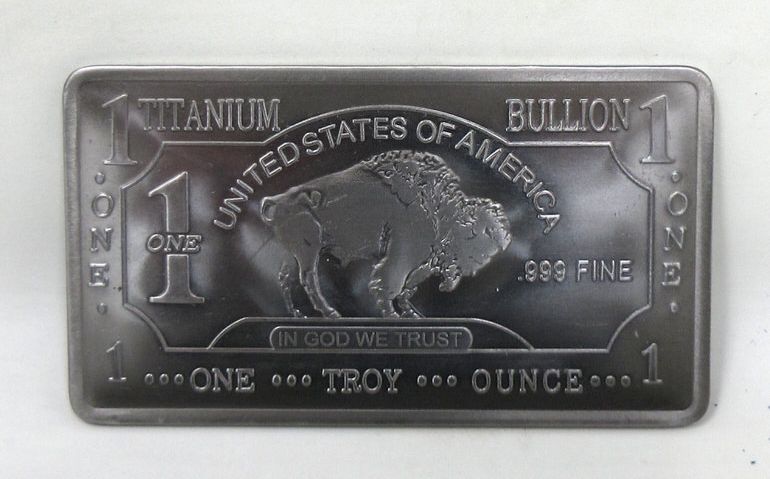 1 TITANIUM BULLION 1
UNITED STATES OF AMERICA
· ONE ·
1
ONE
.999 FINE
· ONE ·
IN GOD WE TRUST
1 ••• ONE ••• TROY ••• OUNCE ••• 1